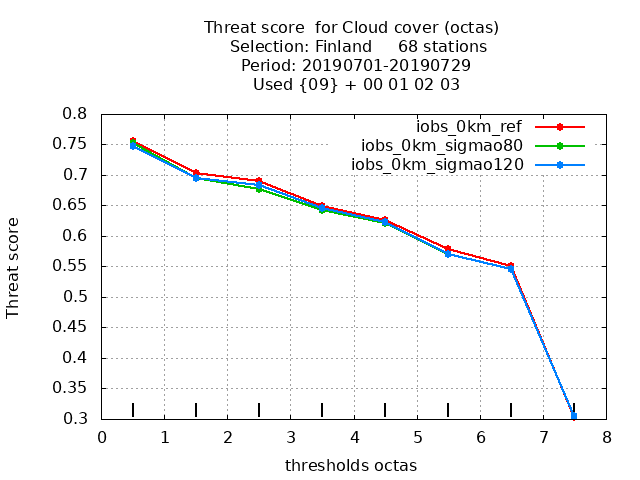 Threat score  for Cloud cover (octas)
Selection: Finland     68 stations
Period: 20190701-20190729
Used {09} + 00 01 02 03
iobs_0km_ref
iobs_0km_sigmao80
iobs_0km_sigmao120
0.8
0.75
0.7
0.65
0.6
0.55
0.5
0.45
0.4
0.35
0.3
Threat score
0 1 2 3 4 5 6 7 8
thresholds octas